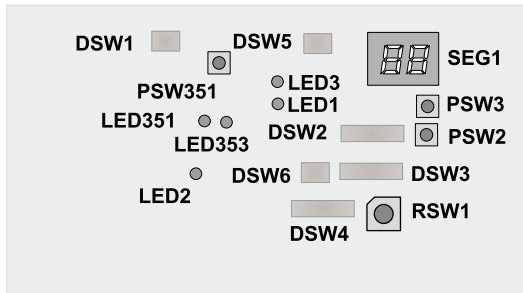 DSW1
DSW5
SEG1
PSW351
LED3
LED1
PSW3
LED351
DSW2
PSW2
LED353
DSW6
DSW3
LED2
RSW1
DSW4